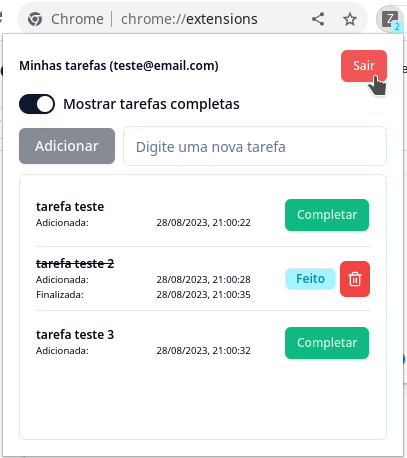 Chrome chrome://extensions
Z
2
Minhas tarefas (teste@email.com)
Sair
Mostrar tarefas completas
Adicionar
Digite uma nova tarefa
tarefa teste
Adicionada: 28/08/2023, 21:00:22
Completar
tarefa teste 2
Adicionada: 28/08/2023, 21:00:28
Finalizada: 28/08/2023, 21:00:35
Feito
tarefa teste 3
Adicionada: 28/08/2023, 21:00:32
Completar